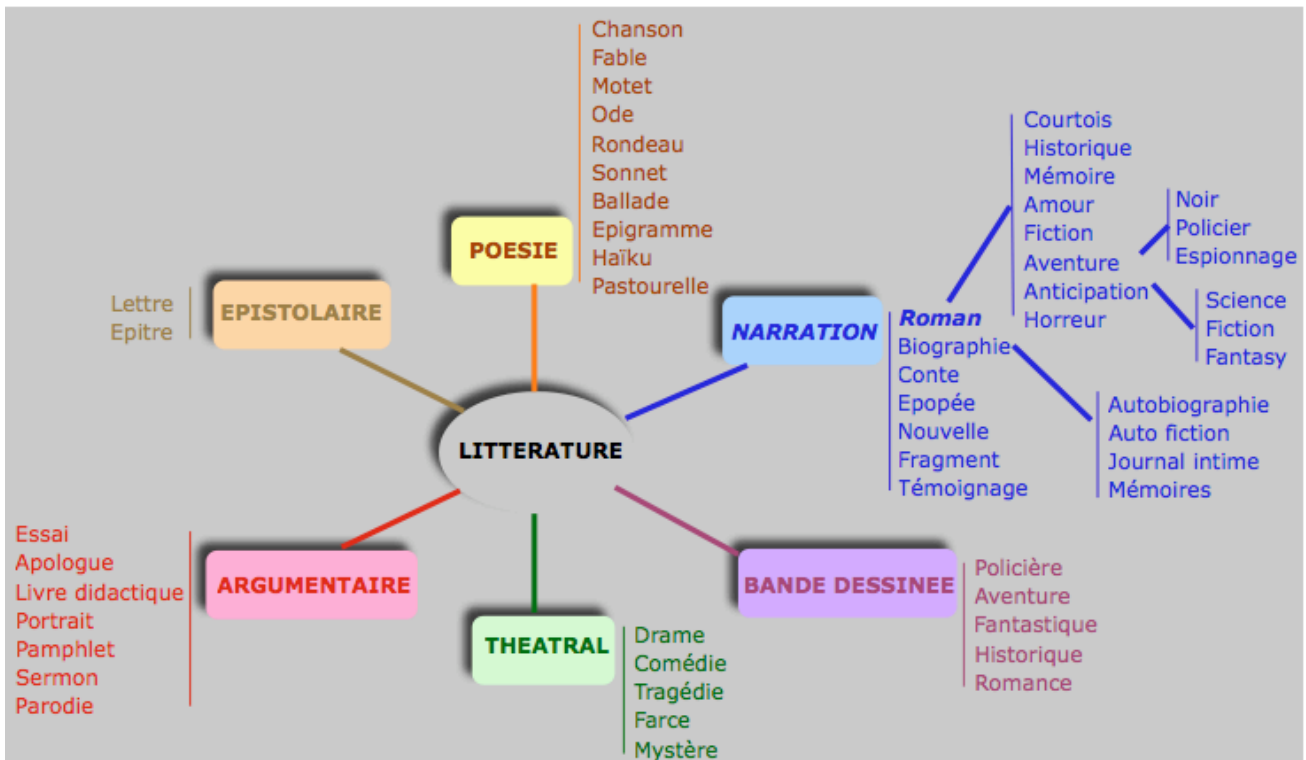 Chanson
Fable
Motet
Ode
Rondeau
Sonnet
Ballade
Epigramme
Haïku
Pastourelle
POESIE
Lettre
Epitre
EPISTOLAIRE
NARRATION
Roman
Biographie
Conte
Epopée
Nouvelle
Fragment
Témoignage
Courtois
Historique
Mémoire
Amour
Fiction
Aventure
Anticipation
Horreur
Noir
Policier
Espionnage
Science
Fiction
Fantasy
Autobiographie
Auto fiction
Journal intime
Mémoires
LITTERATURE
Essai
Apologue
Livre didactique
Portrait
Pamphlet
Sermon
Parodie
ARGUMENTAIRE
THEATRAL
Drame
Comédie
Tragédie
Farce
Mystère
BANDE DESSINEE
Policière
Aventure
Fantastique
Historique
Romance